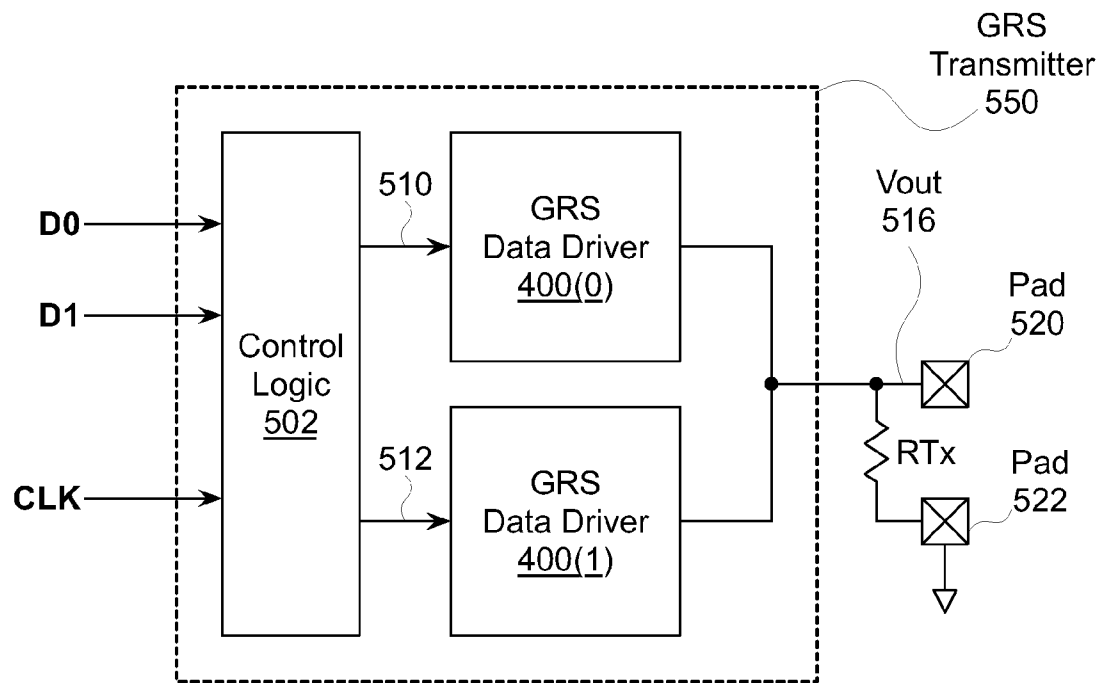 GRS
Transmitter
550
D0
D1
CLK
Control
Logic
502
510
GRS
Data Driver
400(0)
512
GRS
Data Driver
400(1)
Vout
516
Pad
520
RTx
Pad
522